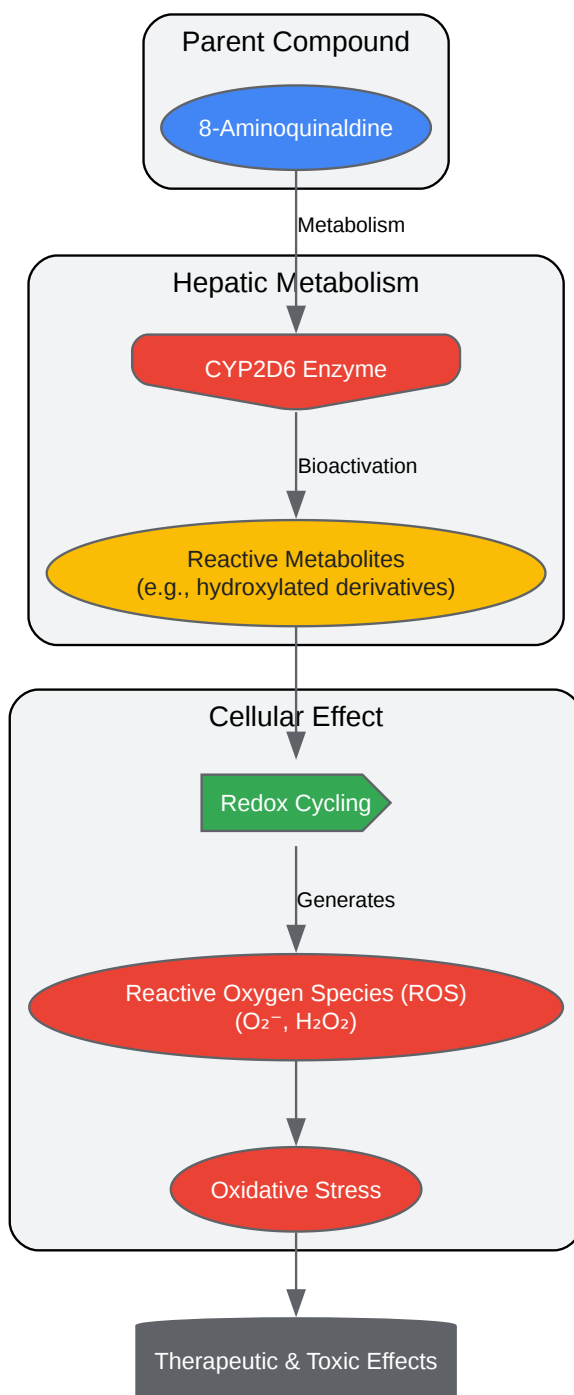 Parent Compound
8-Aminoquinaldine
Metabolism
Hepatic Metabolism
CYP2D6 Enzyme
Bioactivation
Reactive Metabolites
(e.g., hydroxylated derivatives)
Cellular Effect
Redox Cycling
Generates
Reactive Oxygen Species (ROS)
(O₂⁻, H₂O₂)
Oxidative Stress
Therapeutic & Toxic Effects